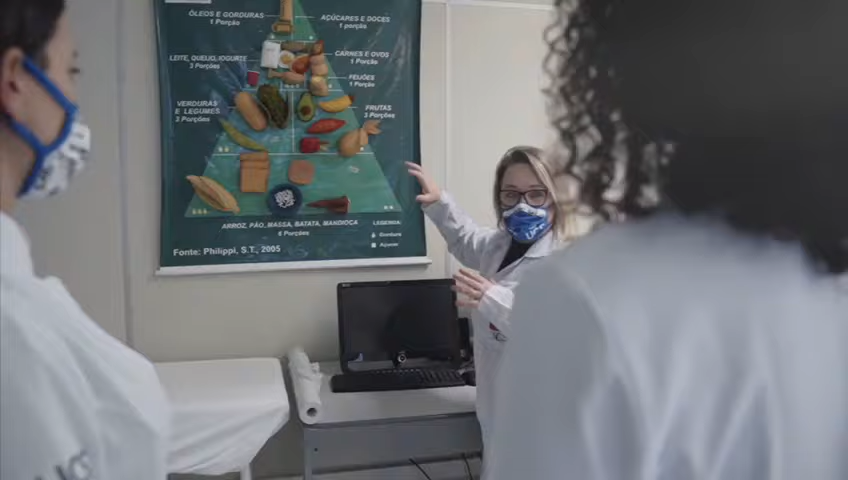 ÓLEOS E GORDURAS
1 Porção
AÇÚCARES E DOCES
1 porção
LEITE, QUEIJO, IOGURTE
3 Porções
CARNES E OVOS
1 Porção
FEIJÕES
1 Porção
VERDURAS
E LEGUMES
3 Porções
FRUTAS
3 Porções
ARROZ, PÃO, MASSA, BATATA, MANDIOCA
6 Porções
LEGENDA:
Gordura
Açúcar
Fonte: Philippi, S.T., 2005